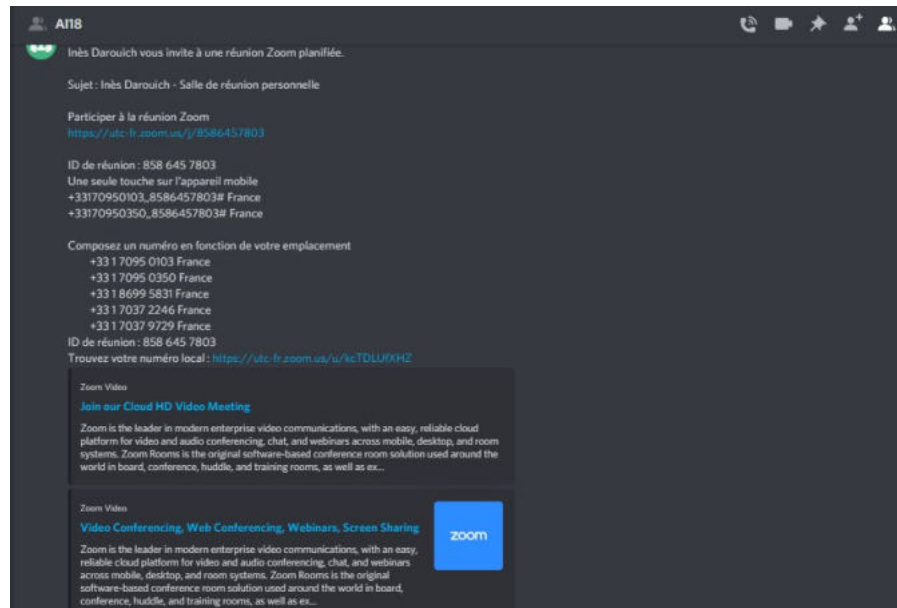 AI18
Inès Darouich vous invite à une réunion Zoom planifiée.
Sujet : Inès Darouich - Salle de réunion personnelle
Participer à la réunion Zoom
https://utc-fr.zoom.us/j/8586457803
ID de réunion : 858 645 7803
Une seule touche sur l'appareil mobile
+33170950103,,8586457803# France
+33170950350,,8586457803# France
Composez un numéro en fonction de votre emplacement
+33 1 7095 0103 France
+33 1 7095 0350 France
+33 1 8699 5831 France
+33 1 7037 2246 France
+33 1 7037 9729 France
ID de réunion : 858 645 7803
Trouvez votre numéro local : https://utc-fr.zoom.us/u/kcTDLUfXHZ
Zoom Video
Join our Cloud HD Video Meeting
Zoom is the leader in modern enterprise video communications, with an easy, reliable cloud
platform for video and audio conferencing, chat, and webinars across mobile, desktop, and room
systems. Zoom Rooms is the original software-based conference room solution used around the
world in board, conference, huddle, and training rooms, as well as ex...
Zoom Video
Video Conferencing, Web Conferencing, Webinars, Screen Sharing
zoom
Zoom is the leader in modern enterprise video communications, with an easy,
reliable cloud platform for video and audio conferencing, chat, and webinars
across mobile, desktop, and room systems. Zoom Rooms is the original
software-based conference room solution used around the world in board,
conference, huddle, and training rooms, as well as ex...